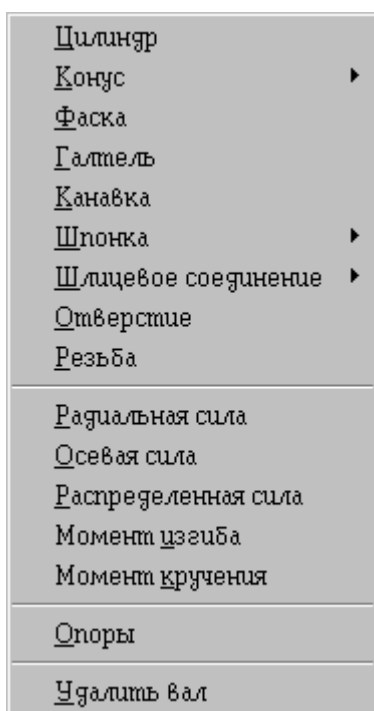 Цилиндр
Конус
Фаска
Галтель
Канавка
Шпонка
Шлицевое соединение
Отверстие
Резьба
Радиальная сила
Осевая сила
Распределенная сила
Момент изгиба
Момент кручения
Опоры
Удалить вал